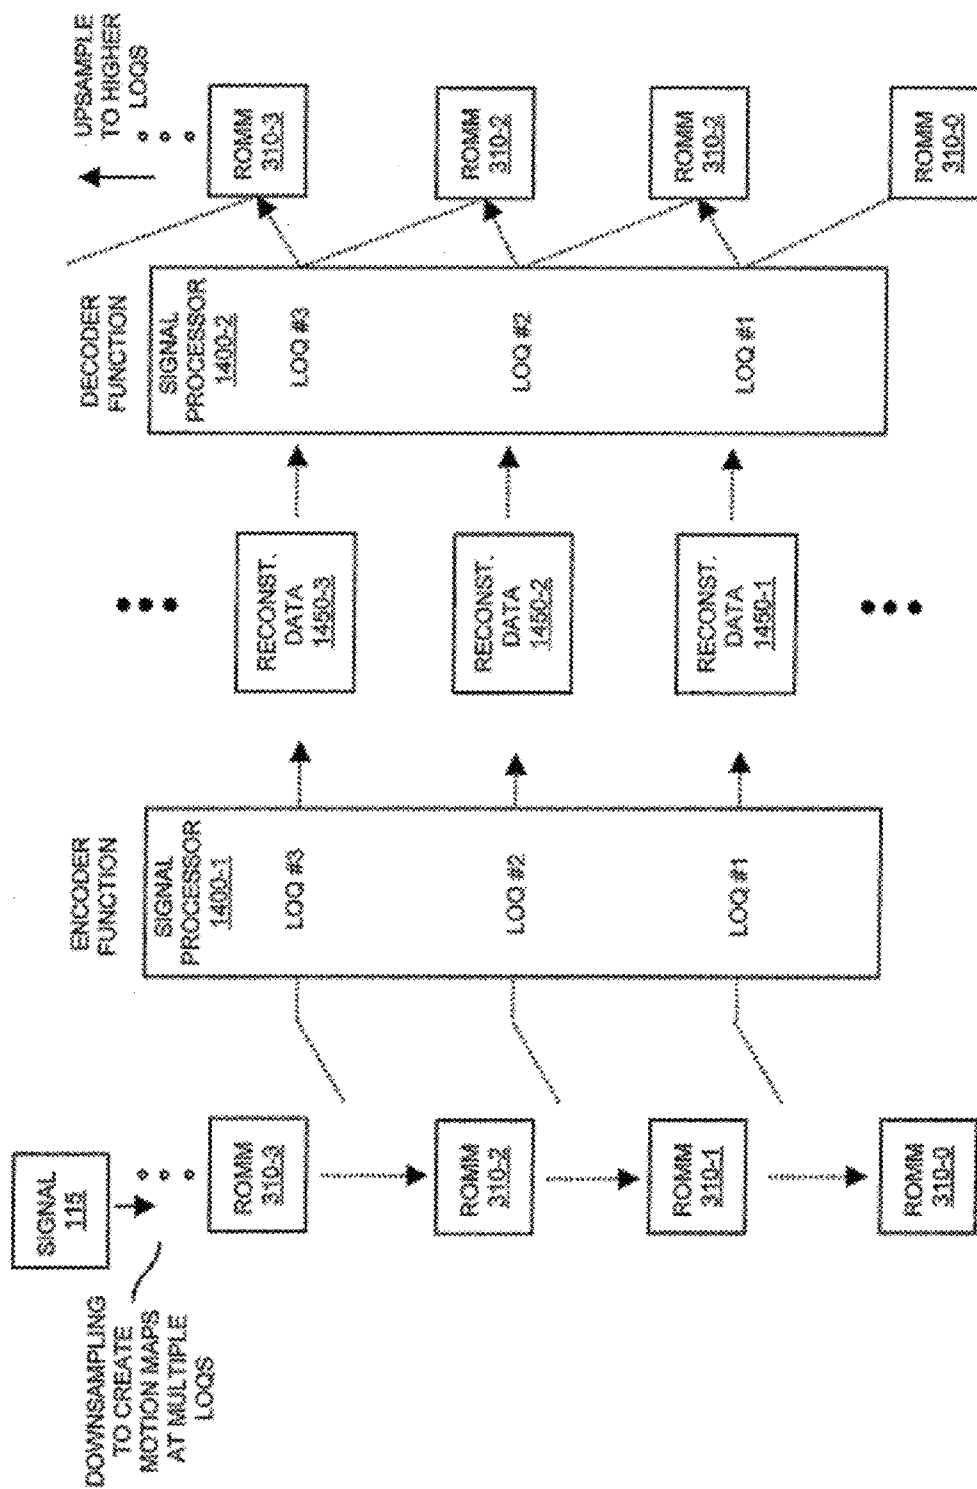 SIGNAL
115
DOWNSAMPLING
TO CREATE
MOTION MAPS
AT MULTIPLE
LOQS
ROMM
310-3
ROMM
310-2
ROMM
310-1
ROMM
310-0
ENCODER
FUNCTION
SIGNAL
PROCESSOR
1400-1
LOQ #3
LOQ #2
LOQ #1
RECONST.
DATA
1450-3
RECONST.
DATA
1450-2
RECONST.
DATA
1450-1
DECODER
FUNCTION
SIGNAL
PROCESSOR
1400-2
LOQ #3
LOQ #2
LOQ #1
UPSAMPLE
TO HIGHER
LOQS
ROMM
310-3
ROMM
310-2
ROMM
310-2
ROMM
310-0